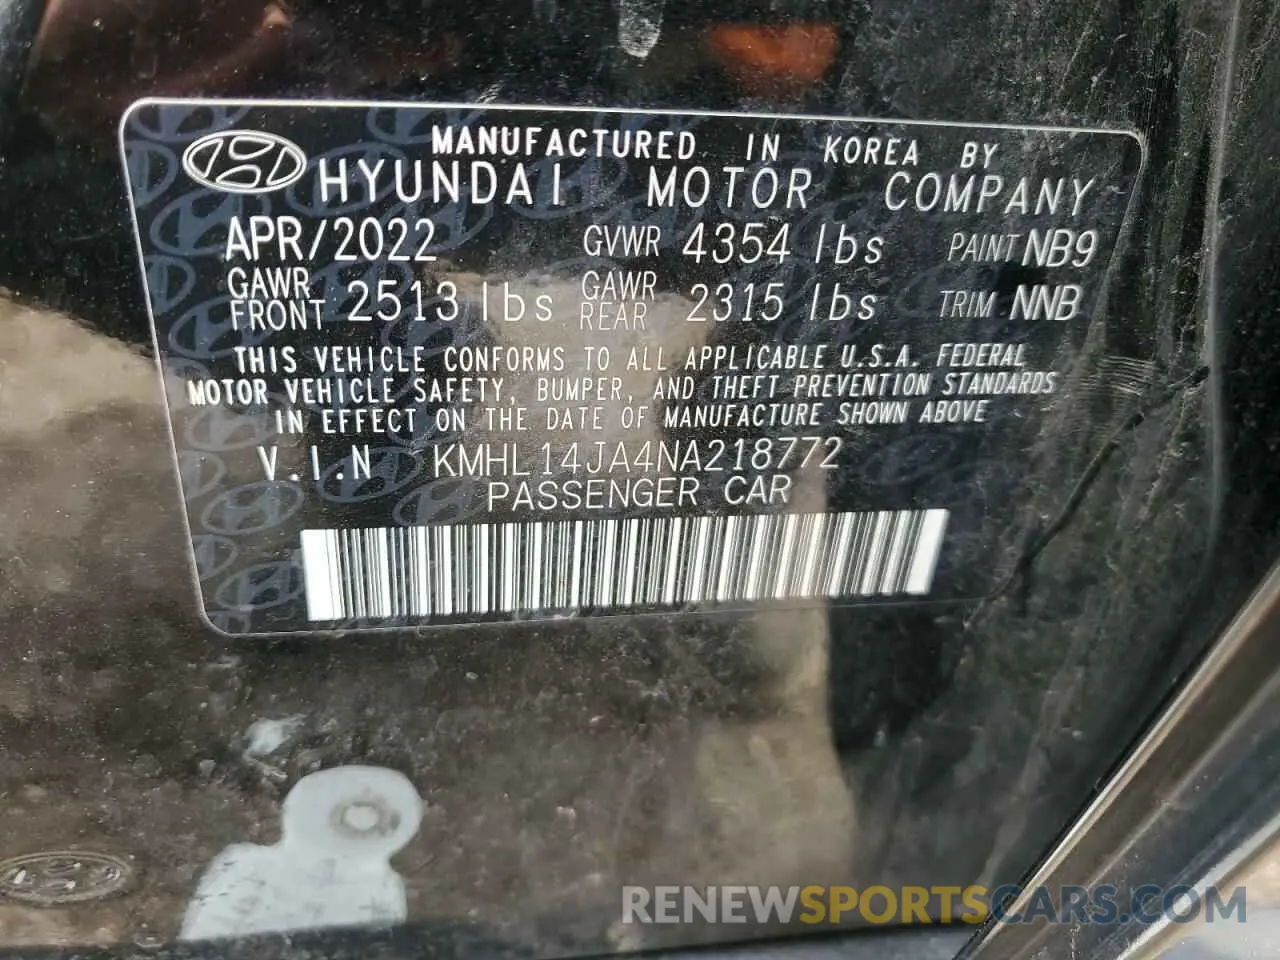 MANUFACTURED IN KOREA BY
HYUNDAI MOTOR COMPANY
APR/2022 GVWR 4354 lbs PAINT NB9
GAWR FRONT 2513 lbs GAWR REAR 2315 lbs TRIM NNB
THIS VEHICLE CONFORMS TO ALL APPLICABLE U.S.A. FEDERAL
MOTOR VEHICLE SAFETY, BUMPER, AND THEFT PREVENTION STANDARDS
IN EFFECT ON THE DATE OF MANUFACTURE SHOWN ABOVE
V.I.N KMHL14JA4NA218772
PASSENGER CAR
RENEWSPORTSCARS.COM